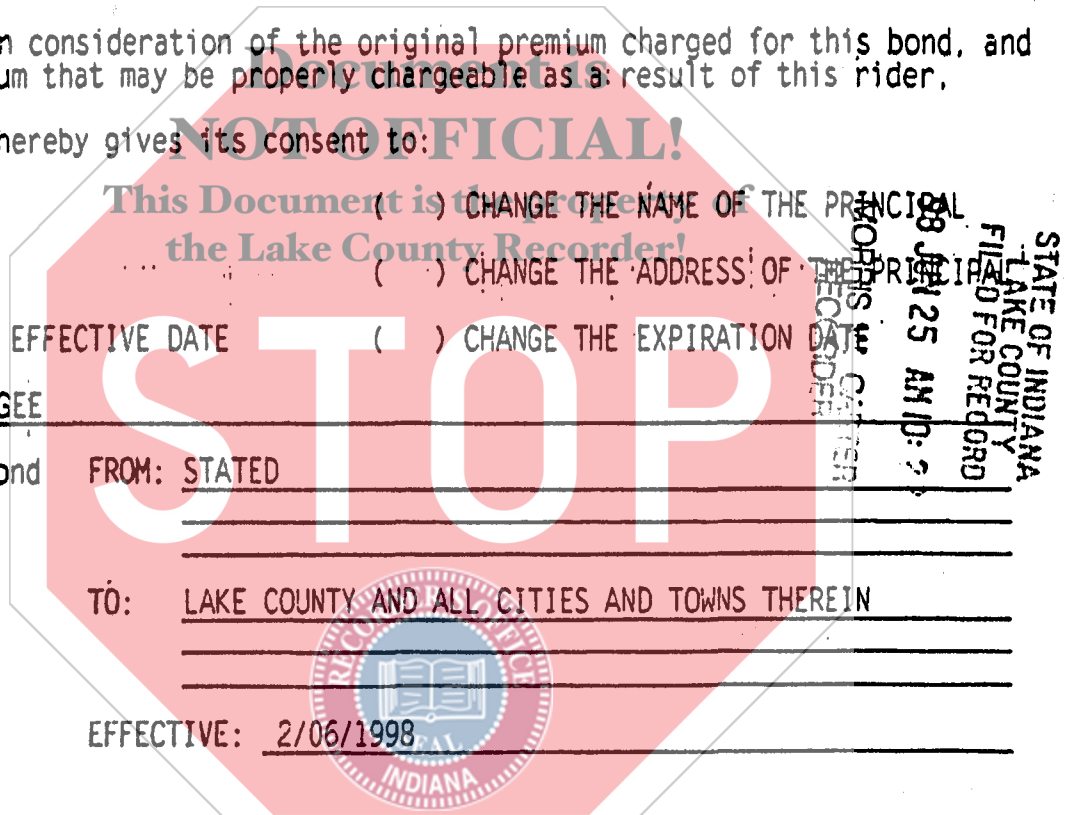 n consideration of the original premium charged for this bond, and
um that may be properly chargeable as a result of this rider,
hereby gives its consent to:
( ) CHANGE THE NAME OF THE PRINCIPAL
( ) CHANGE THE ADDRESS OF THE PRINCIPAL
EFFECTIVE DATE ( ) CHANGE THE EXPIRATION DATE
GEE
ond FROM: STATED
TO: LAKE COUNTY AND ALL CITIES AND TOWNS THEREIN
EFFECTIVE: 2/06/1998
Document is
NOT OFFICIAL!
This Document is the property of
the Lake County Recorder!
STOP
RECORDER'S OFFICE
SEAL
INDIANA
STATE OF INDIANA
LAKE COUNTY
FILED FOR RECORD
25 AM 10:
MORRIS
RECORDER